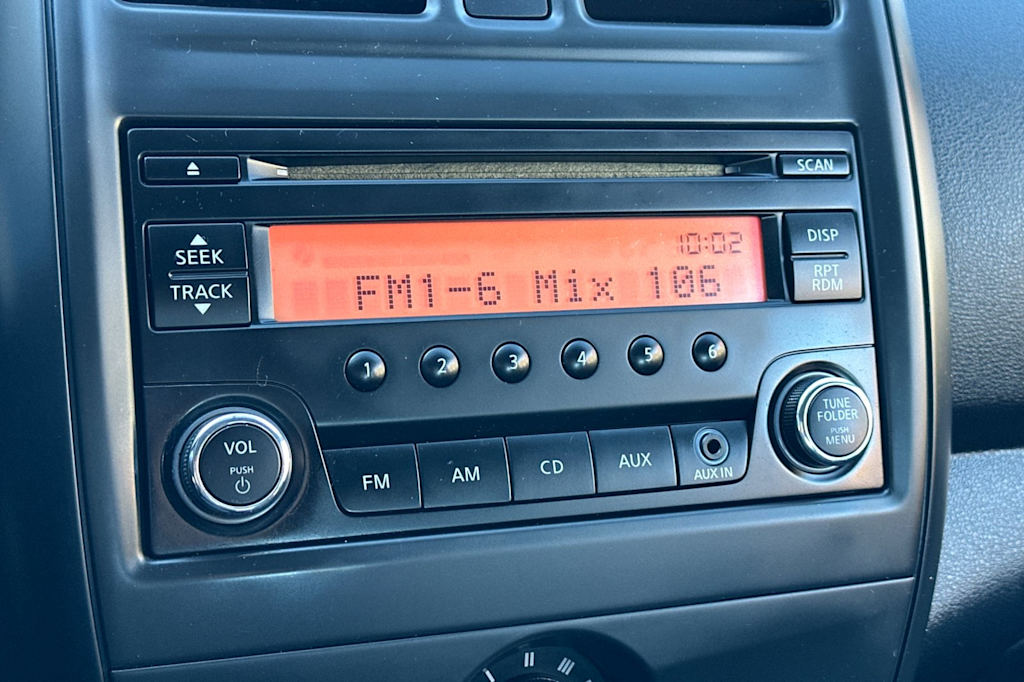 SCAN
SEEK
TRACK
10:02
FM1-6 Mix 106
DISP
RPT
RDM
1 2 3 4 5 6
VOL
PUSH
FM AM CD AUX
AUX IN
TUNE
FOLDER
PUSH
MENU